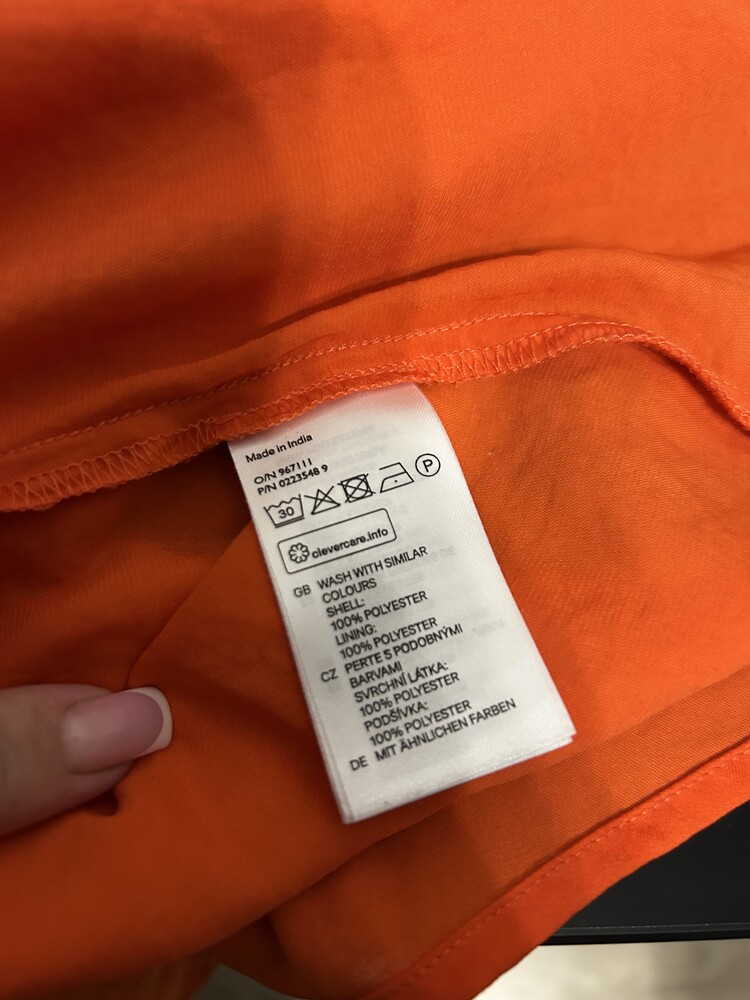 Made in India
O/N 967111
P/N 0223548 9
30 P
clevercare.info
GB WASH WITH SIMILAR
COLOURS
SHELL:
100% POLYESTER
LINING:
100% POLYESTER
CZ PERTE S PODOBNÝMI
BARVAMI
SVRCHNÍ LÁTKA:
100% POLYESTER
PODŠÍVKA:
100% POLYESTER
DE MIT ÄHNLICHEN FARBEN